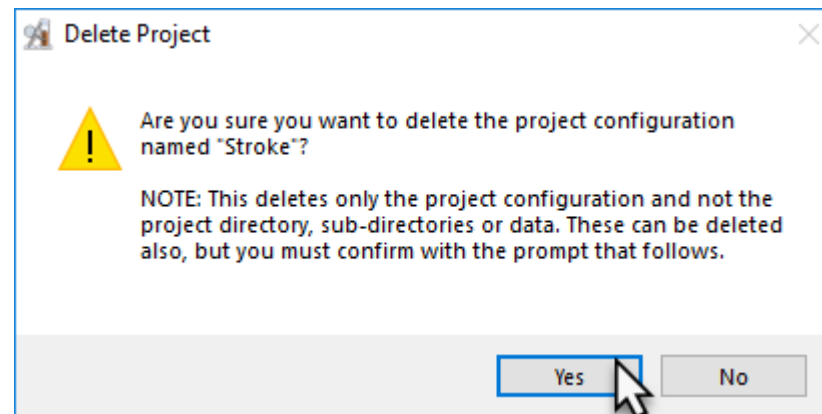 Delete Project
Are you sure you want to delete the project configuration
named "Stroke"?
NOTE: This deletes only the project configuration and not the
project directory, sub-directories or data. These can be deleted
also, but you must confirm with the prompt that follows.
Yes No